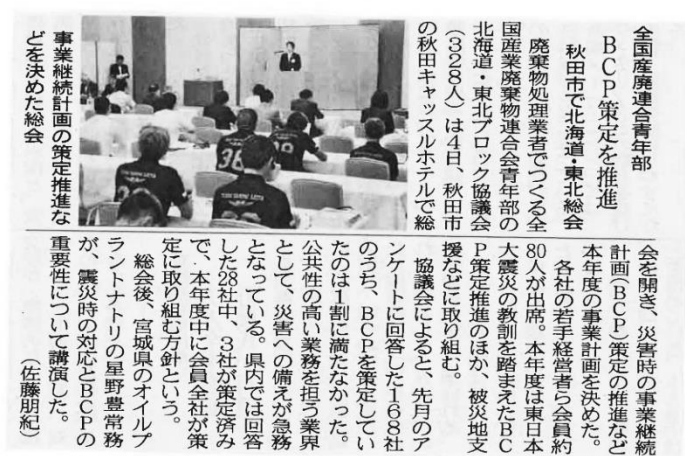 全国産廃連合青年部
BCP策定を推進
秋田市で北海道・東北総会
廃棄物処理業者でつくる全
国産業廃棄物連合会青年部の
北海道・東北ブロック協議会
（328人）は4日、秋田市
の秋田キャッスルホテルで総
会を開き、災害時の事業継続
計画（BCP）策定の推進など
本年度の事業計画を決めた。
各社の若手経営者ら会員約
80人が出席。本年度は東日本
大震災の教訓を踏まえたBC
P策定推進のほか、被災地支
援などに取り組む。
協議会によると、先月のア
ンケートに回答した168社
のうち、BCPを策定してい
たのは1割に満たなかった。
公共性の高い業務を担う業界
として、災害への備えが急務
となっている。県内では回答
した28社中、3社が策定済み
で、本年度中に会員全社が策
定に取り組む方針という。
総会後、宮城県のオイルプ
ラントナトリの星野豊常務
が、震災時の対応とBCPの
重要性について講演した。
（佐藤朋紀）
事業継続計画の策定推進な
どを決めた総会
36